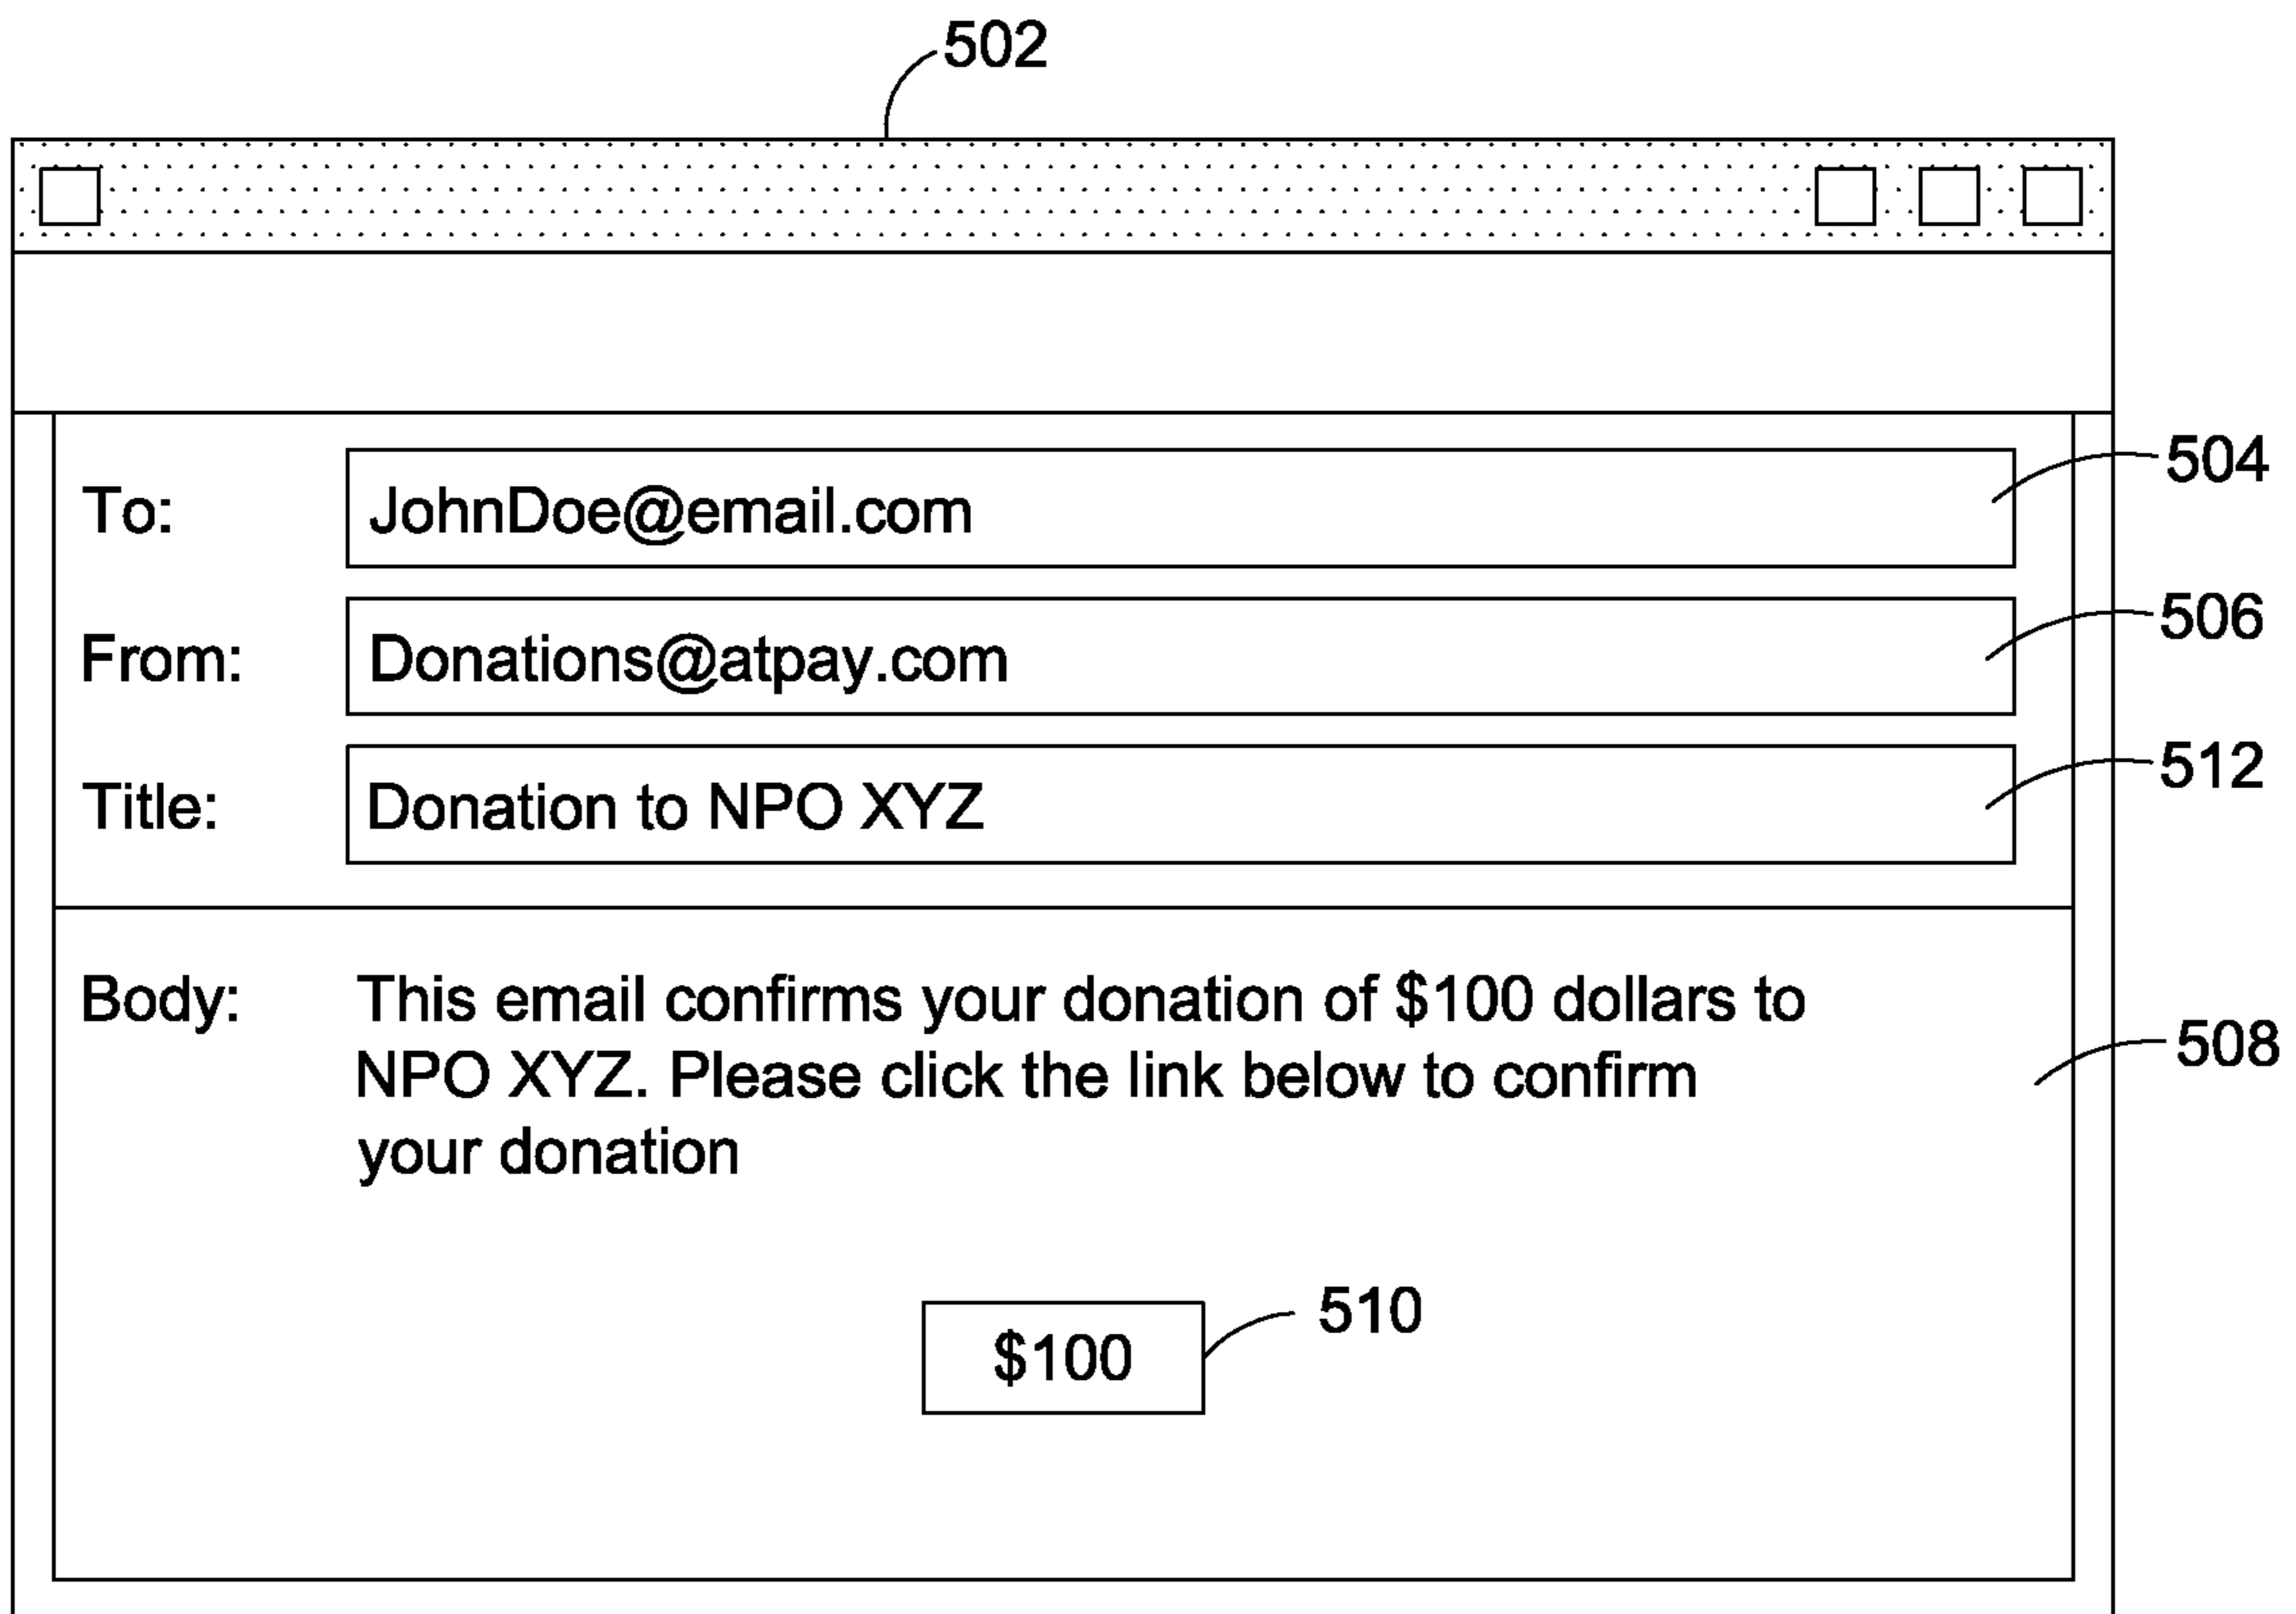 502
To: JohnDoe@email.com 504
From: Donations@atpay.com 506
Title: Donation to NPO XYZ 512
Body: This email confirms your donation of $100 dollars to
NPO XYZ. Please click the link below to confirm 508
your donation
$100 510